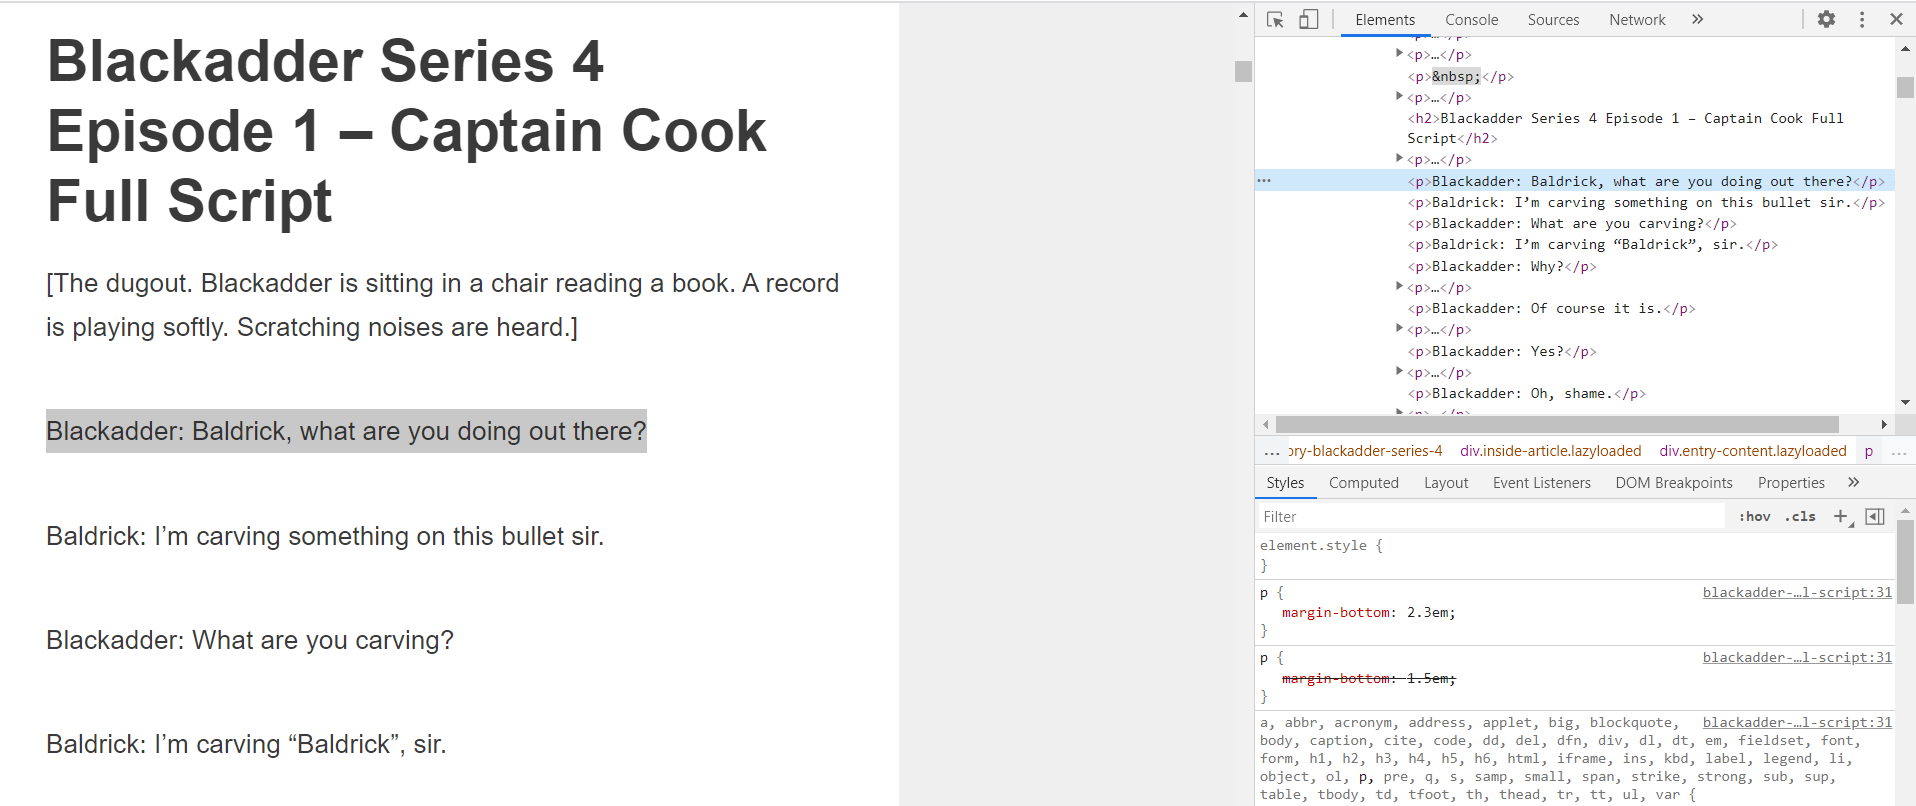 Blackadder Series 4
Episode 1 – Captain Cook
Full Script
[The dugout. Blackadder is sitting in a chair reading a book. A record
is playing softly. Scratching noises are heard.]
Blackadder: Baldrick, what are you doing out there?
Baldrick: I’m carving something on this bullet sir.
Blackadder: What are you carving?
Baldrick: I’m carving “Baldrick”, sir.
Elements Console Sources Network »
<p>…</p>
<p>&nbsp;</p>
<p>…</p>
<h2>Blackadder Series 4 Episode 1 – Captain Cook Full
Script</h2>
<p>…</p>
<p>Blackadder: Baldrick, what are you doing out there?</p>
<p>Baldrick: I’m carving something on this bullet sir.</p>
<p>Blackadder: What are you carving?</p>
<p>Baldrick: I’m carving “Baldrick”, sir.</p>
<p>Blackadder: Why?</p>
<p>…</p>
<p>Blackadder: Of course it is.</p>
<p>…</p>
<p>Blackadder: Yes?</p>
<p>…</p>
<p>Blackadder: Oh, shame.</p>
... ory-blackadder-series-4 div.inside-article.lazyloaded div.entry-content.lazyloaded p ...
Styles Computed Layout Event Listeners DOM Breakpoints Properties »
Filter :hov .cls +
element.style {
}
p { blackadder-…l-script:31
margin-bottom: 2.3em;
}
p { blackadder-…l-script:31
margin-bottom: 1.5em;
}
a, abbr, acronym, address, applet, big, blockquote, blackadder-…l-script:31
body, caption, cite, code, dd, del, dfn, div, dl, dt, em, fieldset, font,
form, h1, h2, h3, h4, h5, h6, html, iframe, ins, kbd, label, legend, li,
object, ol, p, pre, q, s, samp, small, span, strike, strong, sub, sup,
table, tbody, td, tfoot, th, thead, tr, tt, ul, var {